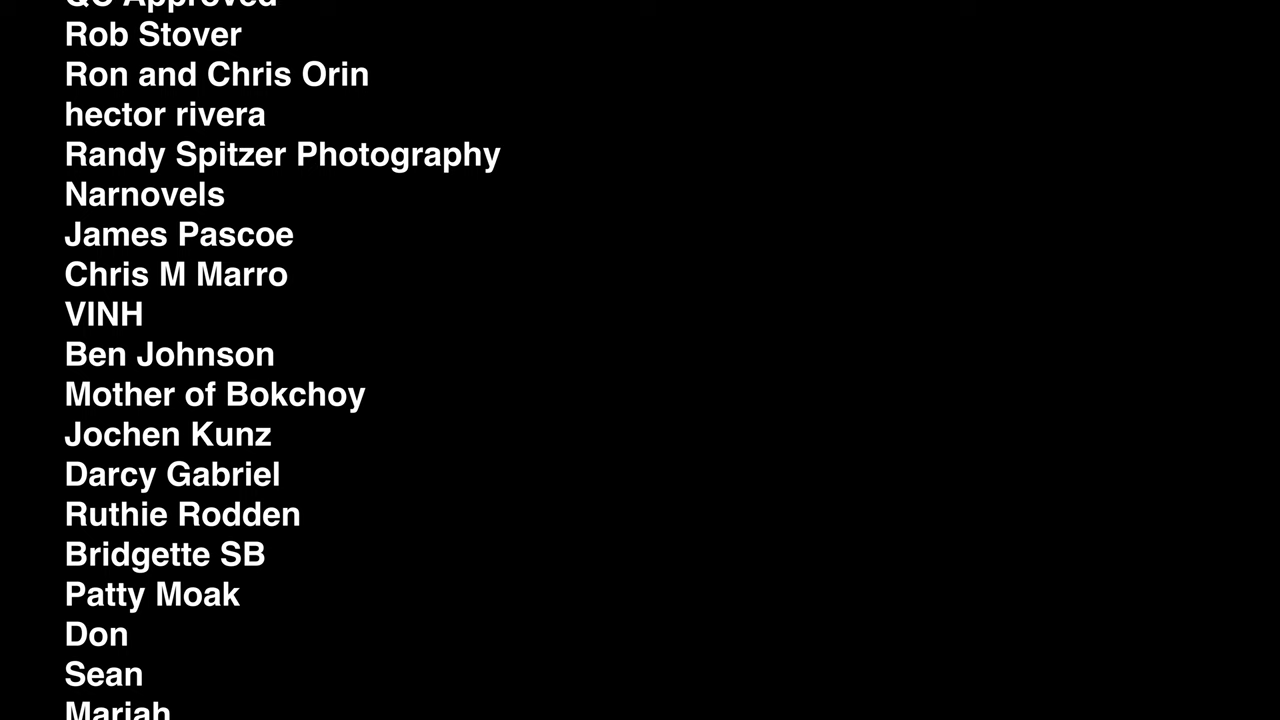 QC Approved
Rob Stover
Ron and Chris Orin
hector rivera
Randy Spitzer Photography
Narnovels
James Pascoe
Chris M Marro
VINH
Ben Johnson
Mother of Bokchoy
Jochen Kunz
Darcy Gabriel
Ruthie Rodden
Bridgette SB
Patty Moak
Don
Sean
Mariah